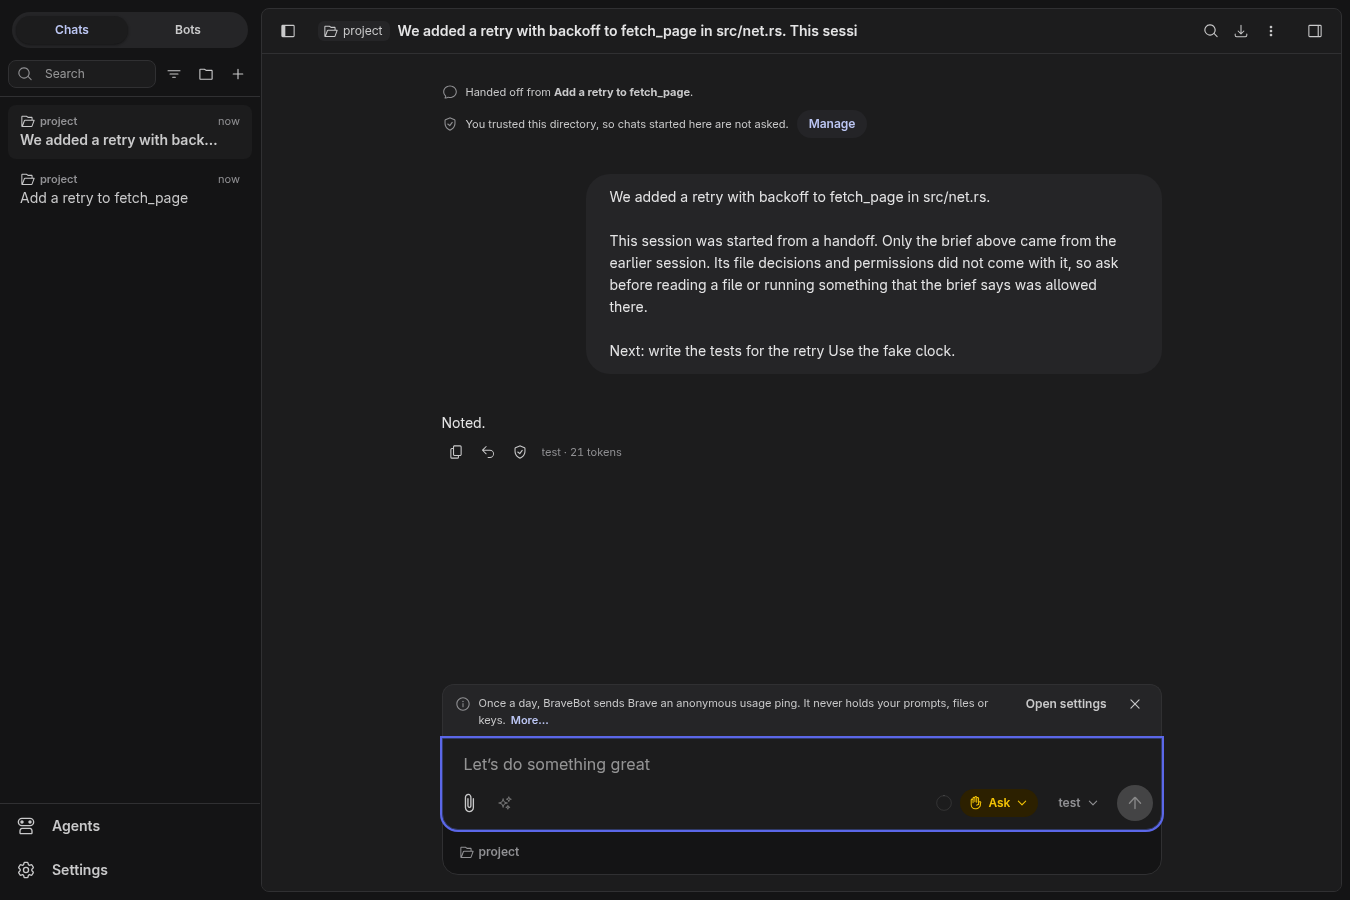 Chats
Bots
Search
project
now
We added a retry with back...
project
now
Add a retry to fetch_page
Agents
Settings
project
We added a retry with backoff to fetch_page in src/net.rs. This sessi
Handed off from Add a retry to fetch_page.
You trusted this directory, so chats started here are not asked.
Manage
We added a retry with backoff to fetch_page in src/net.rs.
This session was started from a handoff. Only the brief above came from the
earlier session. Its file decisions and permissions did not come with it, so ask
before reading a file or running something that the brief says was allowed
there.
Next: write the tests for the retry Use the fake clock.
Noted.
test · 21 tokens
Once a day, BraveBot sends Brave an anonymous usage ping. It never holds your prompts, files or
keys. More...
Open settings
Let's do something great
Ask
test
project